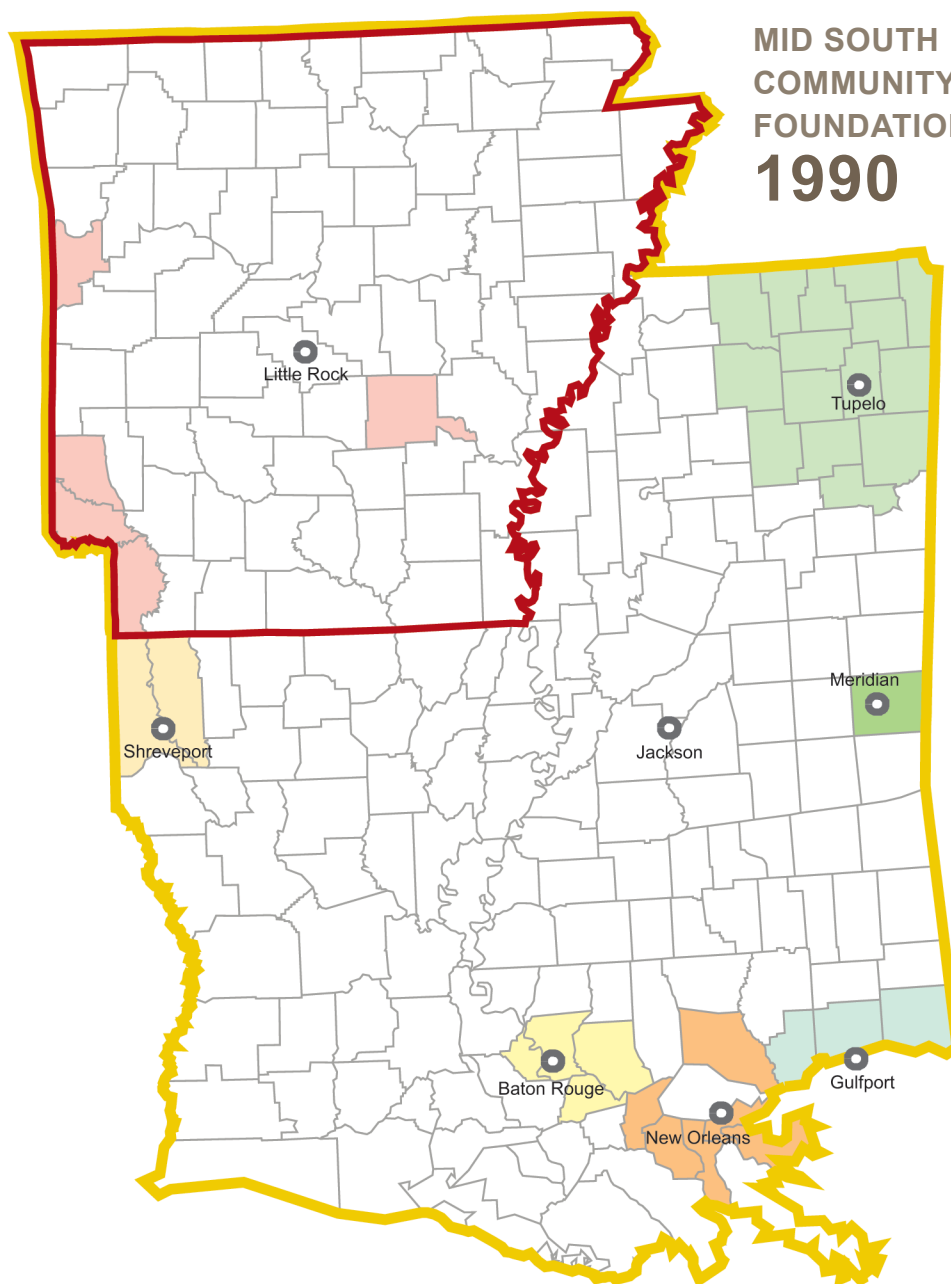 MID SOUTH
COMMUNITY
FOUNDATION
1990
Little Rock
Tupelo
Meridian
Shreveport
Jackson
Baton Rouge
Gulfport
New Orleans